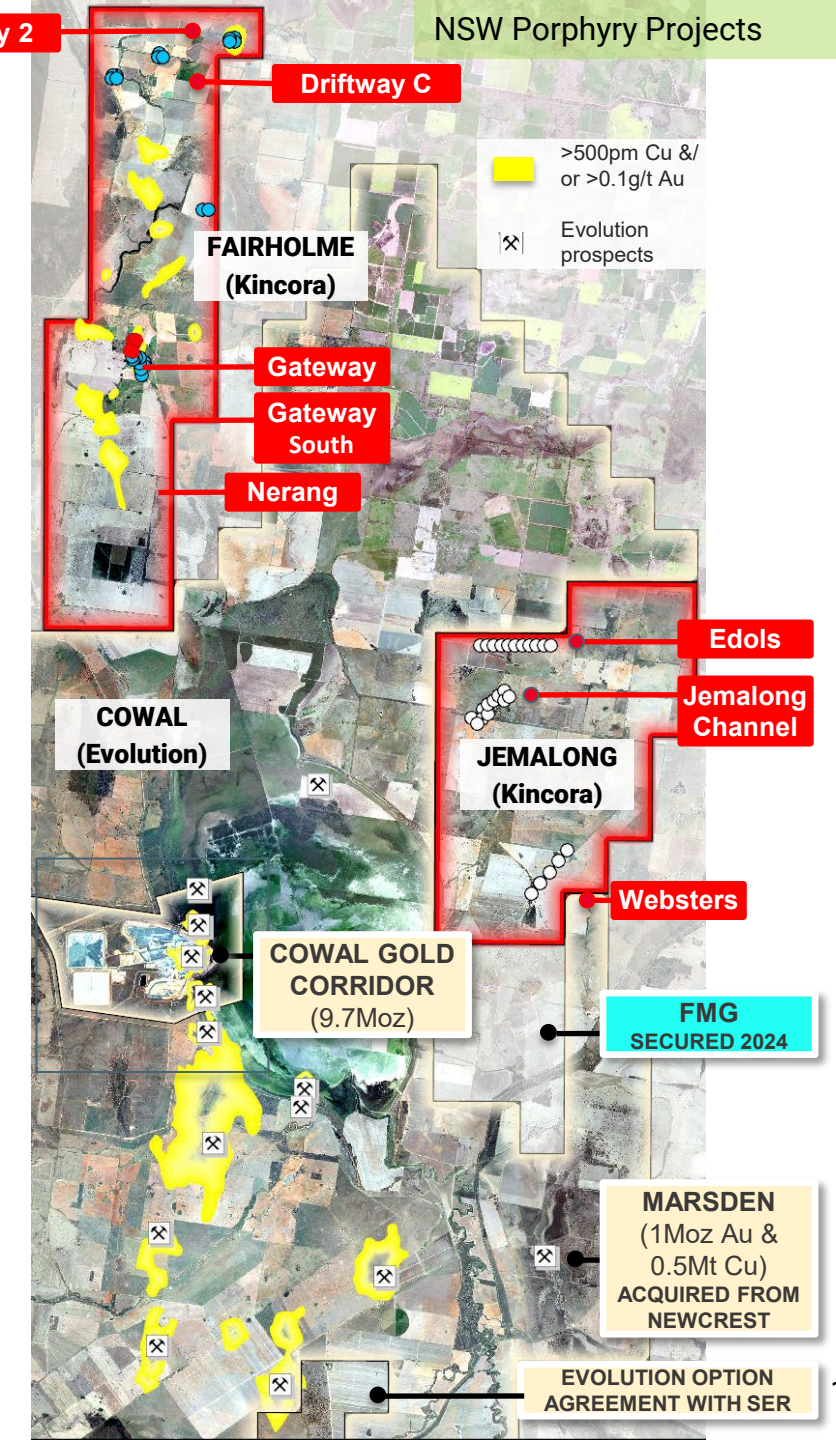 NSW Porphyry Projects
y 2
Driftway C
>500pm Cu &/
or >0.1g/t Au
Evolution
prospects
FAIRHOLME
(Kincora)
Gateway
Gateway
South
Nerang
Edols
Jemalong
Channel
COWAL
(Evolution)
JEMALONG
(Kincora)
Websters
COWAL GOLD
CORRIDOR
(9.7Moz)
FMG
SECURED 2024
MARSDEN
(1Moz Au &
0.5Mt Cu)
ACQUIRED FROM
NEWCREST
EVOLUTION OPTION
AGREEMENT WITH SER